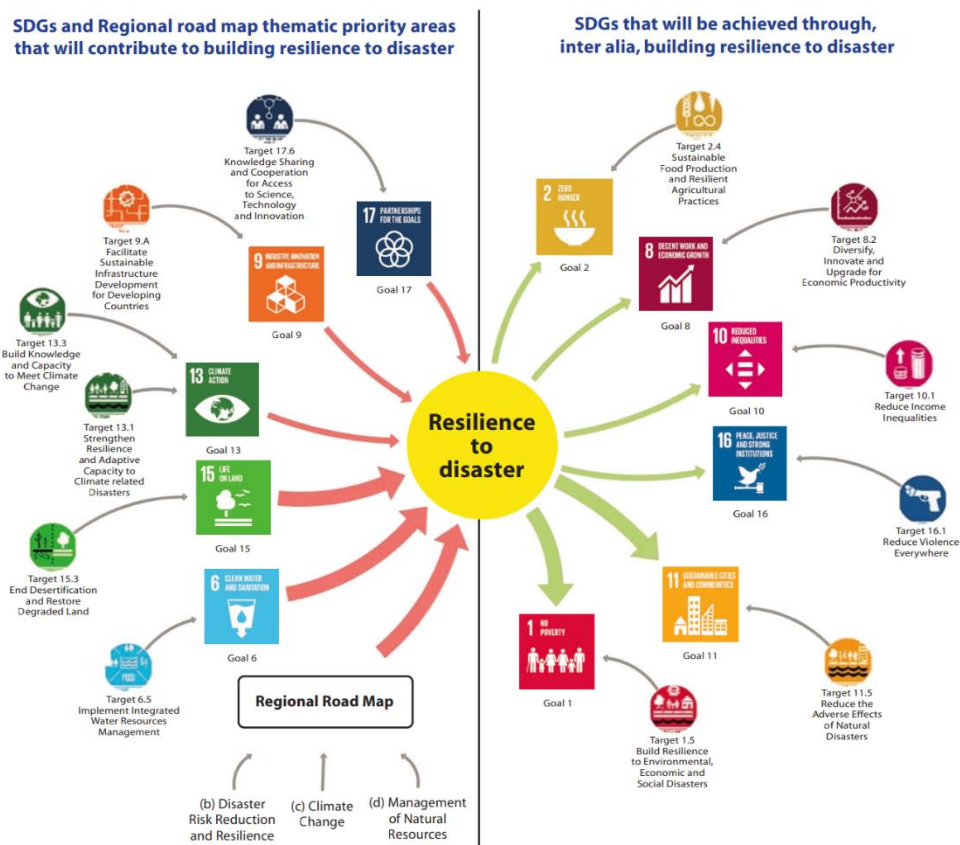 SDGs and Regional road map thematic priority areas
that will contribute to building resilience to disaster
Target 17.6
Knowledge Sharing
and Cooperation
for Access
to Science,
Technology
and Innovation
17 PARTNERSHIPS
FOR THE GOALS
Goal 17
Target 9.A
Facilitate
Sustainable
Infrastructure
Development
for Developing
Countries
9 INDUSTRY, INNOVATION
AND INFRASTRUCTURE
Goal 9
Target 13.3
Build Knowledge
and Capacity
to Meet Climate
Change
13 CLIMATE
ACTION
Goal 13
Target 13.1
Strengthen
Resilience
and Adaptive
Capacity to
Climate related
Disasters
15 LIFE
ON LAND
Goal 15
Target 15.3
End Desertification
and Restore
Degraded Land
6 CLEAN WATER
AND SANITATION
Goal 6
Target 6.5
Implement Integrated
Water Resources
Management
Regional Road Map
(b) Disaster
Risk Reduction
and Resilience
(c) Climate
Change
(d) Management
of Natural
Resources
Resilience
to
disaster
SDGs that will be achieved through,
inter alia, building resilience to disaster
Target 2.4
Sustainable
Food Production
and Resilient
Agricultural
Practices
2 ZERO
HUNGER
Goal 2
8 DECENT WORK AND
ECONOMIC GROWTH
Goal 8
Target 8.2
Diversify,
Innovate and
Upgrade for
Economic Productivity
10 REDUCED
INEQUALITIES
Goal 10
Target 10.1
Reduce Income
Inequalities
16 PEACE, JUSTICE
AND STRONG
INSTITUTIONS
Goal 16
Target 16.1
Reduce Violence
Everywhere
11 SUSTAINABLE CITIES
AND COMMUNITIES
Goal 11
Target 11.5
Reduce the
Adverse Effects
of Natural
Disasters
1 NO
POVERTY
Goal 1
Target 1.5
Build Resilience
to Environmental,
Economic and
Social Disasters